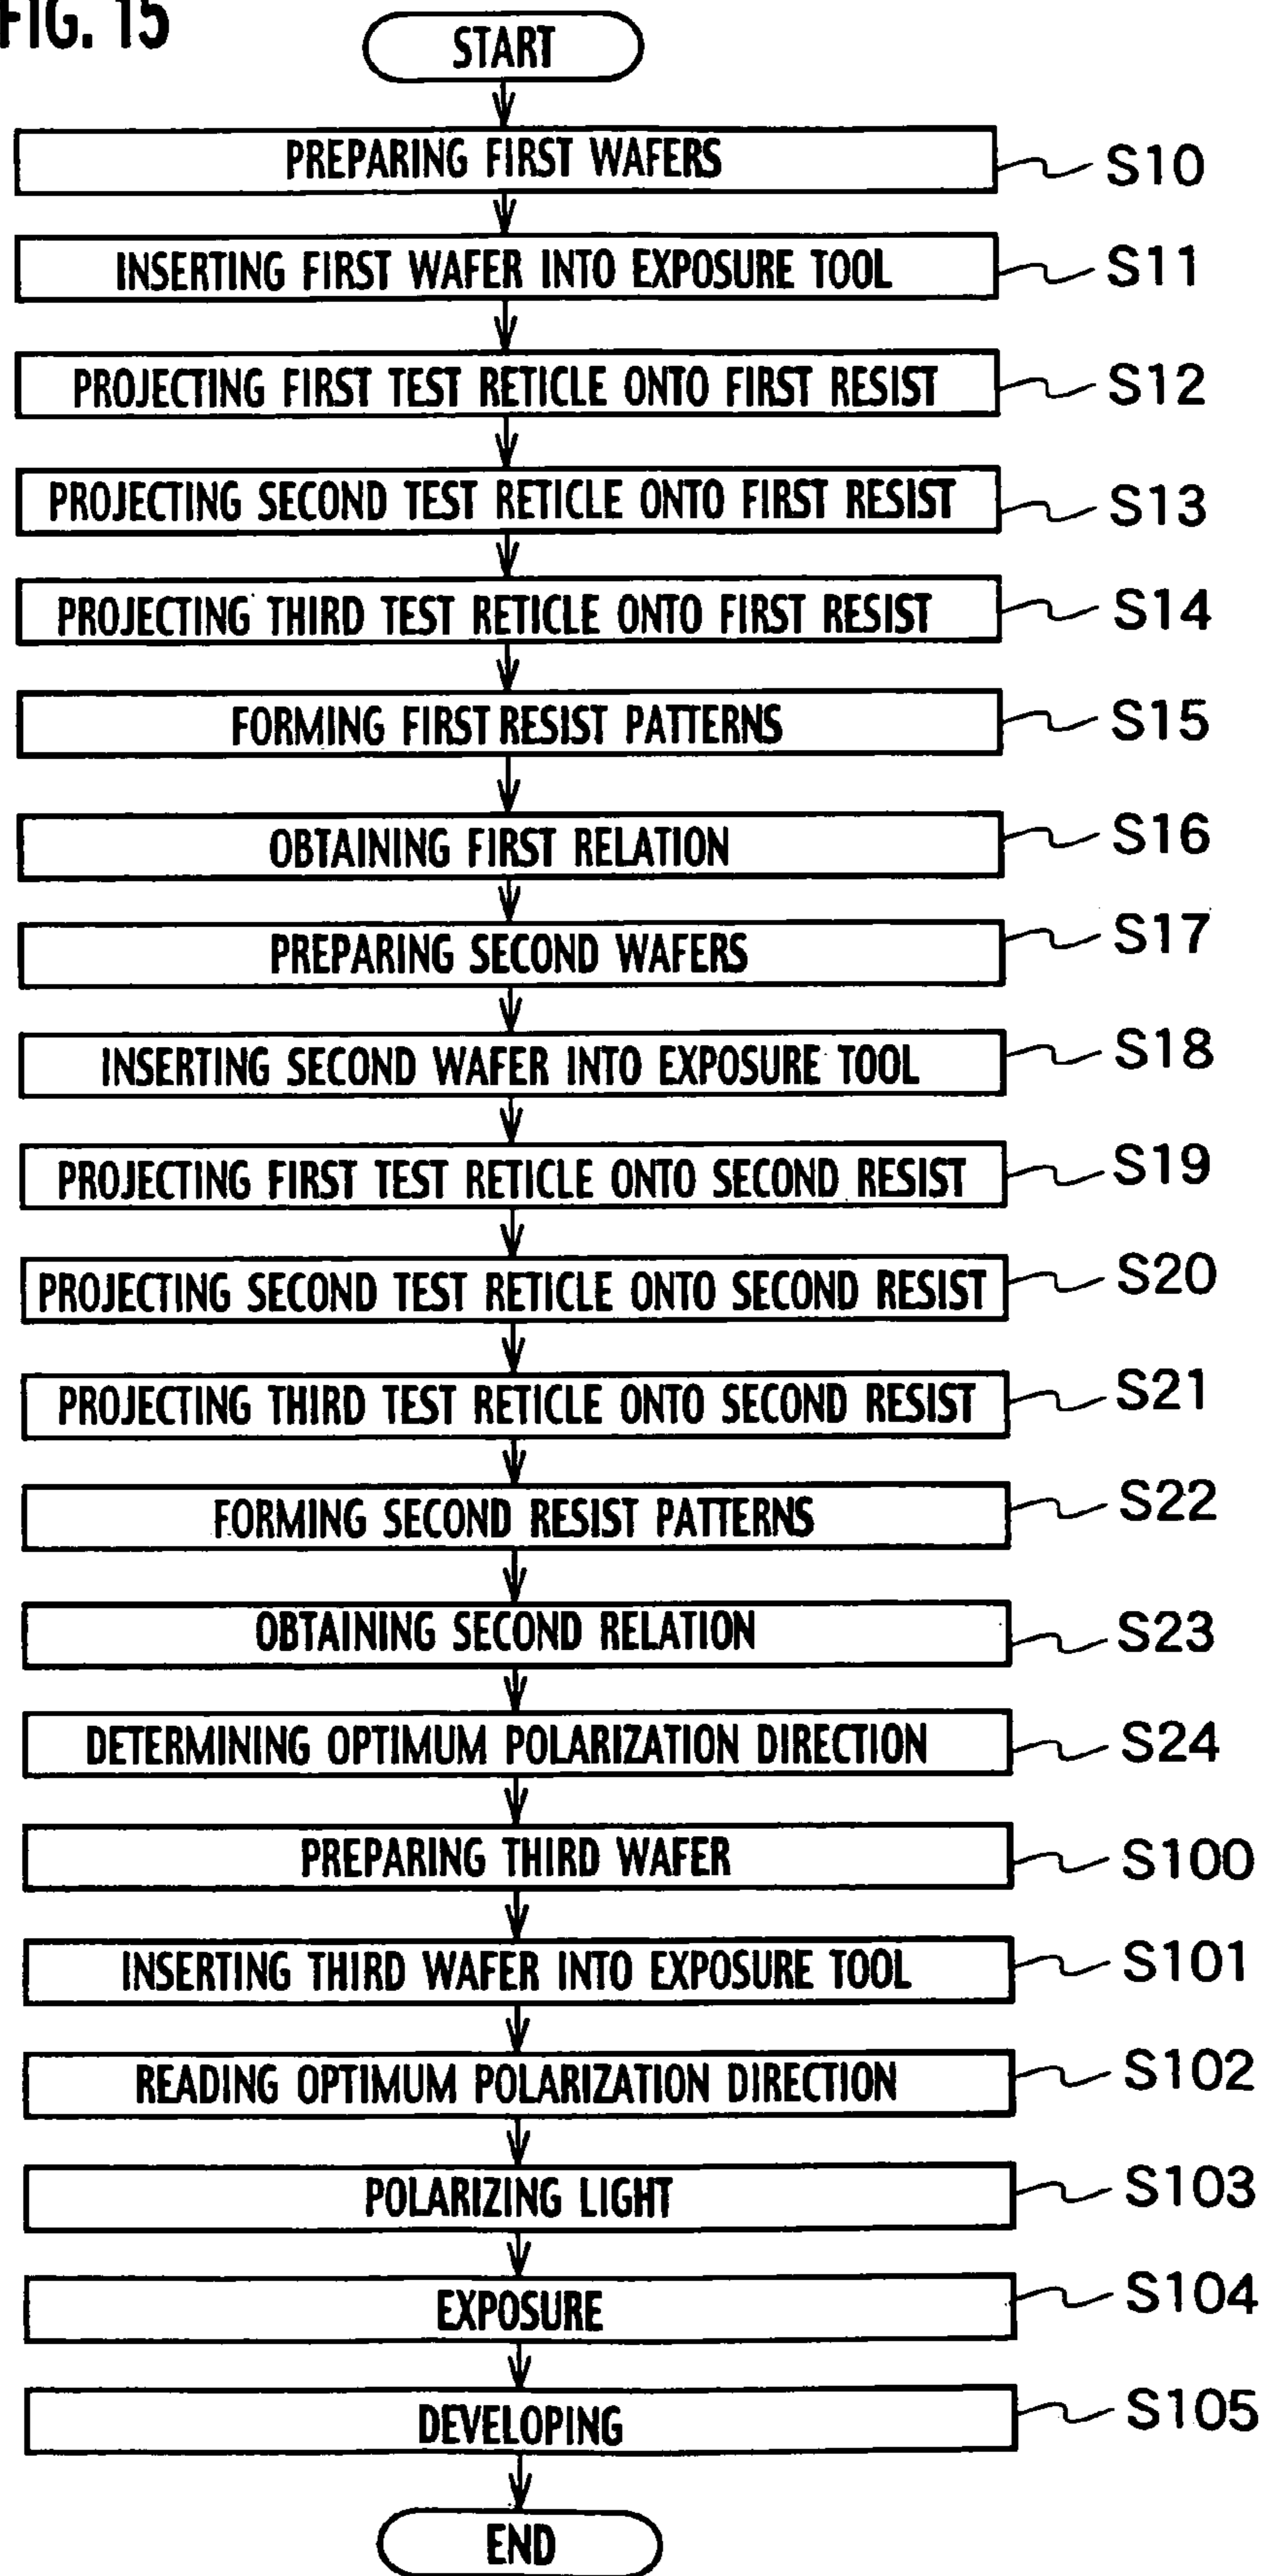 FIG. 15
START
PREPARING FIRST WAFERS S10
INSERTING FIRST WAFER INTO EXPOSURE TOOL S11
PROJECTING FIRST TEST RETICLE ONTO FIRST RESIST S12
PROJECTING SECOND TEST RETICLE ONTO FIRST RESIST S13
PROJECTING THIRD TEST RETICLE ONTO FIRST RESIST S14
FORMING FIRST RESIST PATTERNS S15
OBTAINING FIRST RELATION S16
PREPARING SECOND WAFERS S17
INSERTING SECOND WAFER INTO EXPOSURE TOOL S18
PROJECTING FIRST TEST RETICLE ONTO SECOND RESIST S19
PROJECTING SECOND TEST RETICLE ONTO SECOND RESIST S20
PROJECTING THIRD TEST RETICLE ONTO SECOND RESIST S21
FORMING SECOND RESIST PATTERNS S22
OBTAINING SECOND RELATION S23
DETERMINING OPTIMUM POLARIZATION DIRECTION S24
PREPARING THIRD WAFER S100
INSERTING THIRD WAFER INTO EXPOSURE TOOL S101
READING OPTIMUM POLARIZATION DIRECTION S102
POLARIZING LIGHT S103
EXPOSURE S104
DEVELOPING S105
END